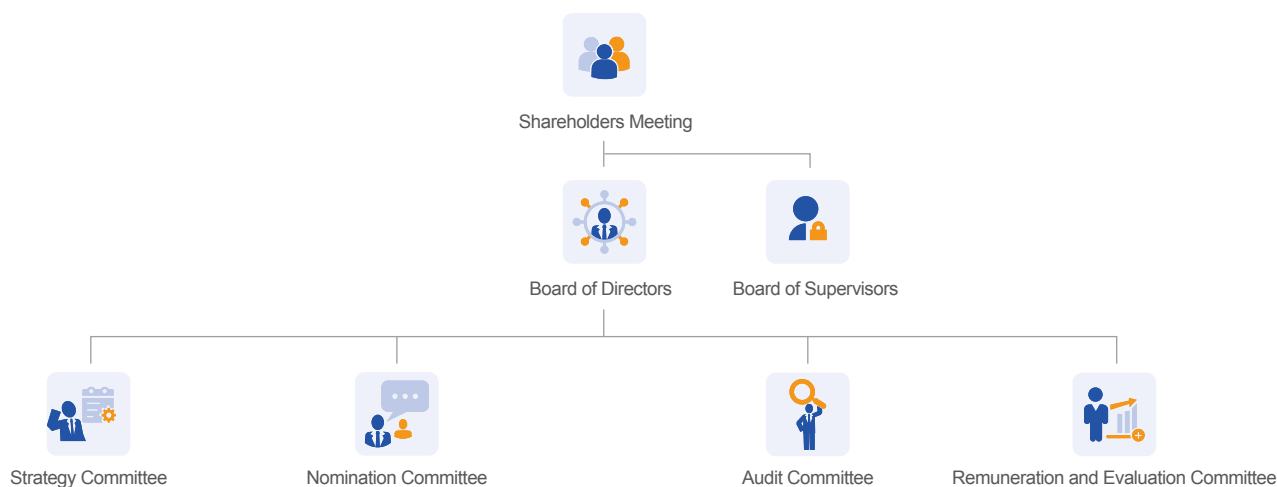 Shareholders Meeting
Board of Directors
Board of Supervisors
Strategy Committee
Nomination Committee
Audit Committee
Remuneration and Evaluation Committee